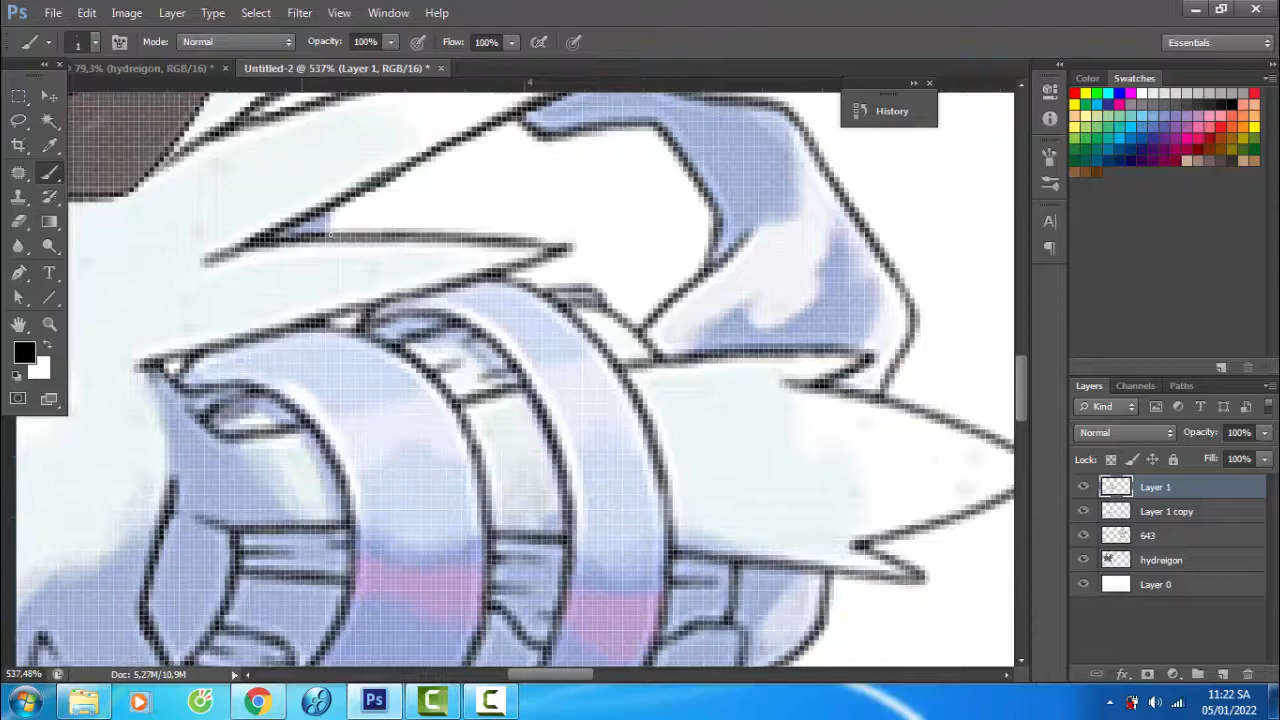 Ps File Edit Image Layer Type Select Filter View Window Help
1 Mode: Normal Opacity: 100% Flow: 100% Essentials
79,3% (hydreigon, RGB/16) * × Untitled-2 @ 537% (Layer 1, RGB/16) * ×
4
History
Color Swatches
Layers Channels Paths
Kind
Normal Opacity: 100%
Lock: Fill: 100%
Layer 1
Layer 1 copy
643
hydreigon
Layer 0
537,48% Doc: 5,27M/10,9M
Ps
11:22 SA
05/01/2022